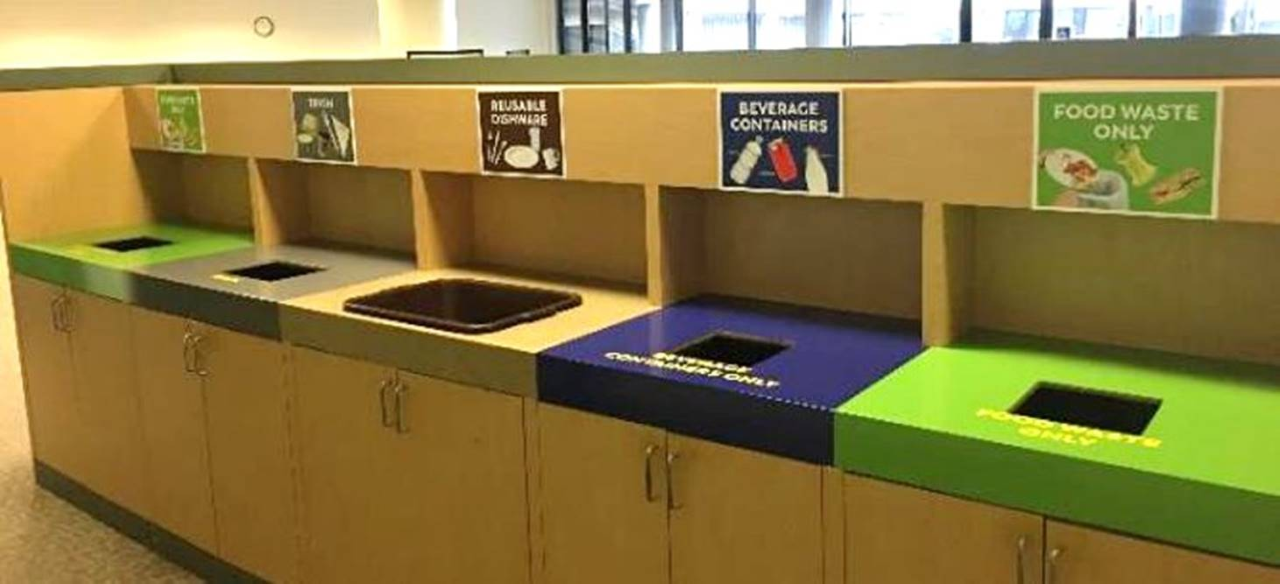 TRASH
REUSABLE
DISHWARE
BEVERAGE
CONTAINERS
FOOD WASTE
ONLY
BEVERAGE
CONTAINERS ONLY
FOOD WASTE
ONLY